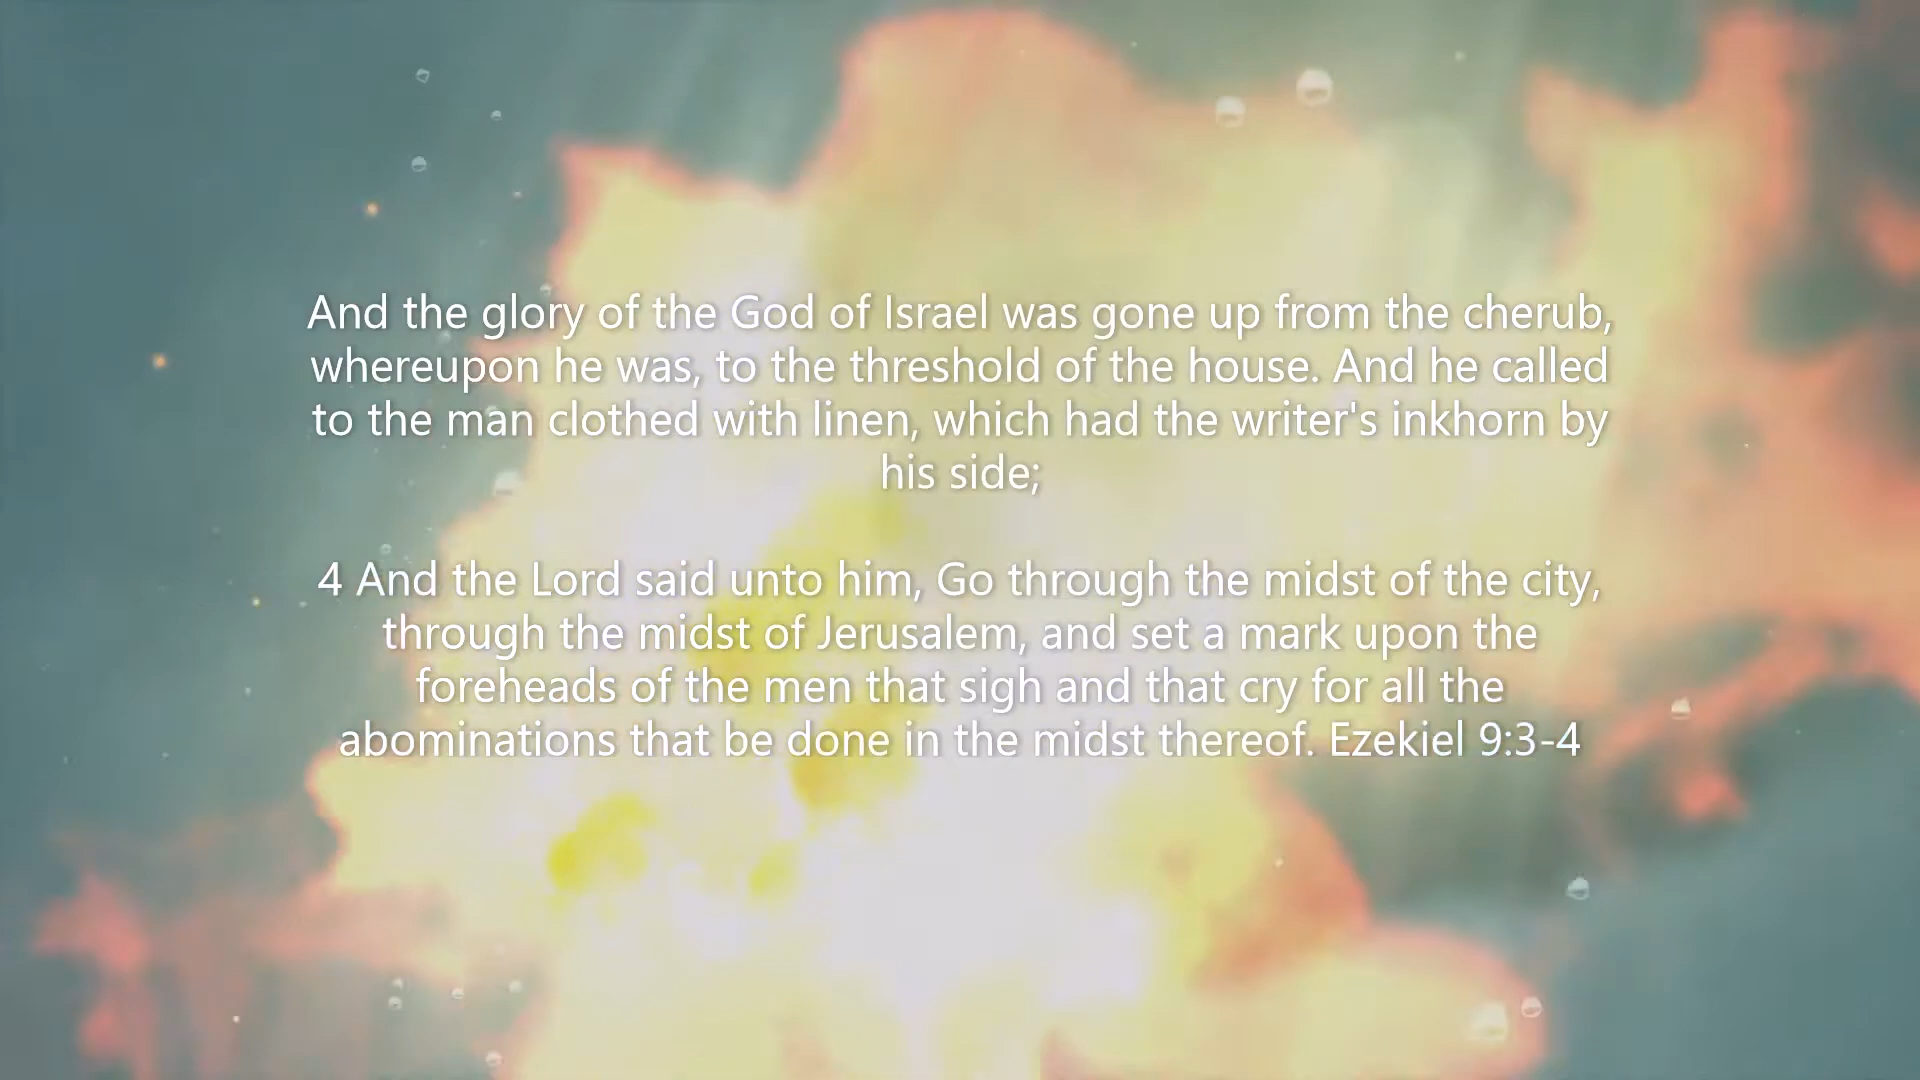 And the glory of the God of Israel was gone up from the cherub,
whereupon he was, to the threshold of the house. And he called
to the man clothed with linen, which had the writer's inkhorn by
his side;
4 And the Lord said unto him, Go through the midst of the city,
through the midst of Jerusalem, and set a mark upon the
foreheads of the men that sigh and that cry for all the
abominations that be done in the midst thereof. Ezekiel 9:3-4